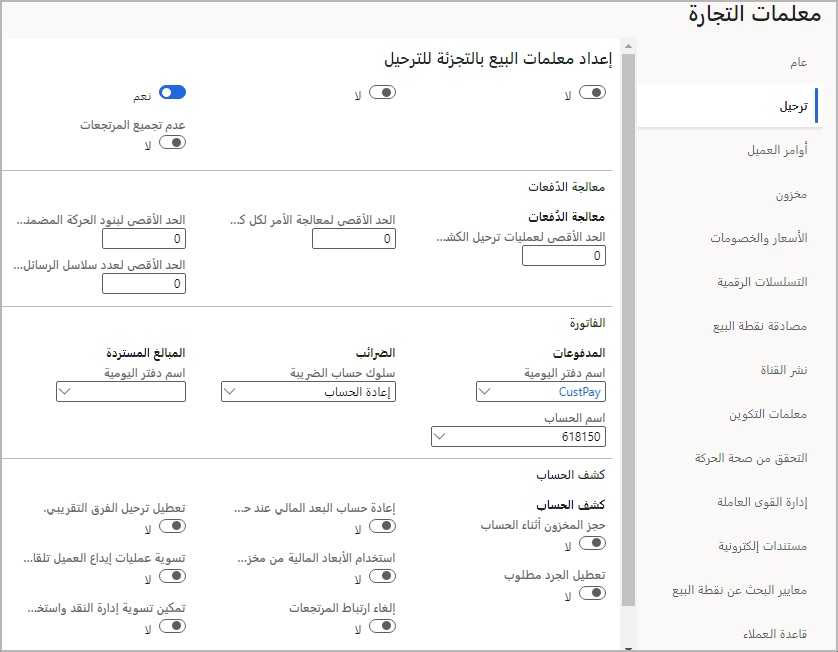 معلمات التجارة
عام
ترحيل
أوامر العميل
مخزون
الأسعار والخصومات
التسلسلات الرقمية
مصادقة نقطة البيع
نشر القناة
معلمات التكوين
التحقق من صحة الحركة
إدارة القوى العاملة
مستندات إلكترونية
معايير البحث عن نقطة البيع
قاعدة العملاء
إعداد معلمات البيع بالتجزئة للترحيل
لا
لا
نعم
عدم تجميع المرتجعات
لا
معالجة الدُفعات
معالجة الدُفعات
الحد الأقصى لعمليات ترحيل الكش...
0
الحد الأقصى لمعالجة الأمر لكل ك...
0
الحد الأقصى لبنود الحركة المضمن...
0
الحد الأقصى لعدد سلاسل الرسائل...
0
الفاتورة
المدفوعات
اسم دفتر اليومية
CustPay
اسم الحساب
618150
الضرائب
سلوك حساب الضريبة
إعادة الحساب
المبالغ المستردة
اسم دفتر اليومية
كشف الحساب
كشف الحساب
حجز المخزون أثناء الحساب
لا
تعطيل الجرد مطلوب
لا
إعادة حساب البعد المالي عند حـ...
لا
استخدام الأبعاد المالية من مخز...
لا
إلغاء ارتباط المرتجعات
لا
تعطيل ترحيل الفرق التقريبي.
لا
تسوية عمليات إيداع العميل تلقا...
لا
تمكين تسوية إدارة النقد واستخـ...
لا